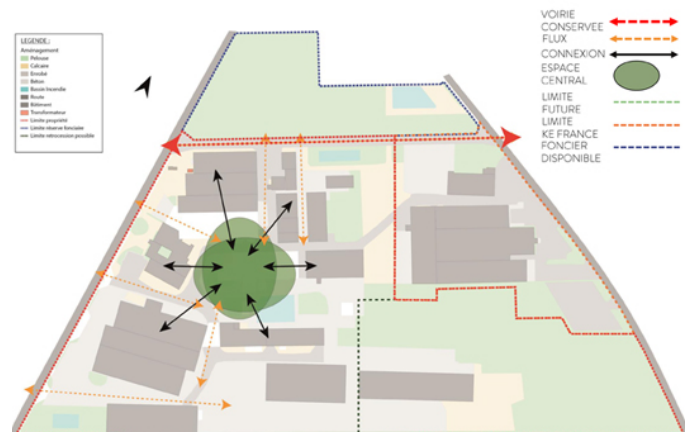 LEGENDE :
Aménagement
Pelouse
Calcaire
Enrobé
Béton
Bassin Incendie
Route
Bâtiment
Transformateur
Limite propriété
Limite réserve foncière
Limite rétrocession possible
VOIRIE
CONSERVEE
FLUX
CONNEXION
ESPACE
CENTRAL
LIMITE
FUTURE
LIMITE
KE FRANCE
FONCIER
DISPONIBLE